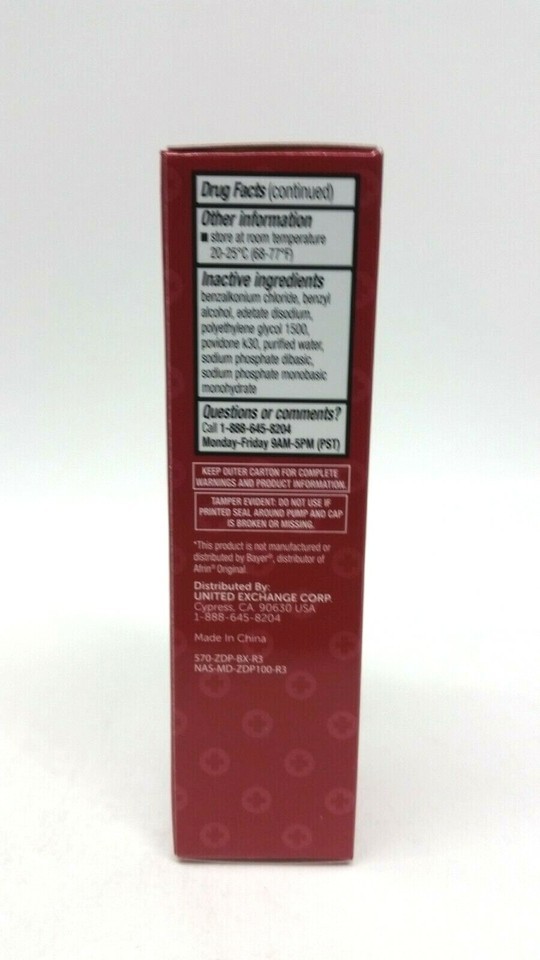 Drug Facts (continued)
Other information
■ store at room temperature
20-25°C (68-77°F)
Inactive ingredients
benzalkonium chloride, benzyl
alcohol, edetate disodium,
polyethylene glycol 1500,
povidone k30, purified water,
sodium phosphate dibasic,
sodium phosphate monobasic
monohydrate
Questions or comments?
Call 1-888-645-8204
Monday-Friday 9AM-5PM (PST)
KEEP OUTER CARTON FOR COMPLETE
WARNINGS AND PRODUCT INFORMATION.
TAMPER EVIDENT: DO NOT USE IF
PRINTED SEAL AROUND PUMP AND CAP
IS BROKEN OR MISSING.
*This product is not manufactured or
distributed by Bayer®, distributor of
Afrin® Original
Distributed By:
UNITED EXCHANGE CORP.
Cypress, CA. 90630 USA
1-888-645-8204
Made In China
570-ZDP-BX-R3
NAS-MD-ZDP100-R3